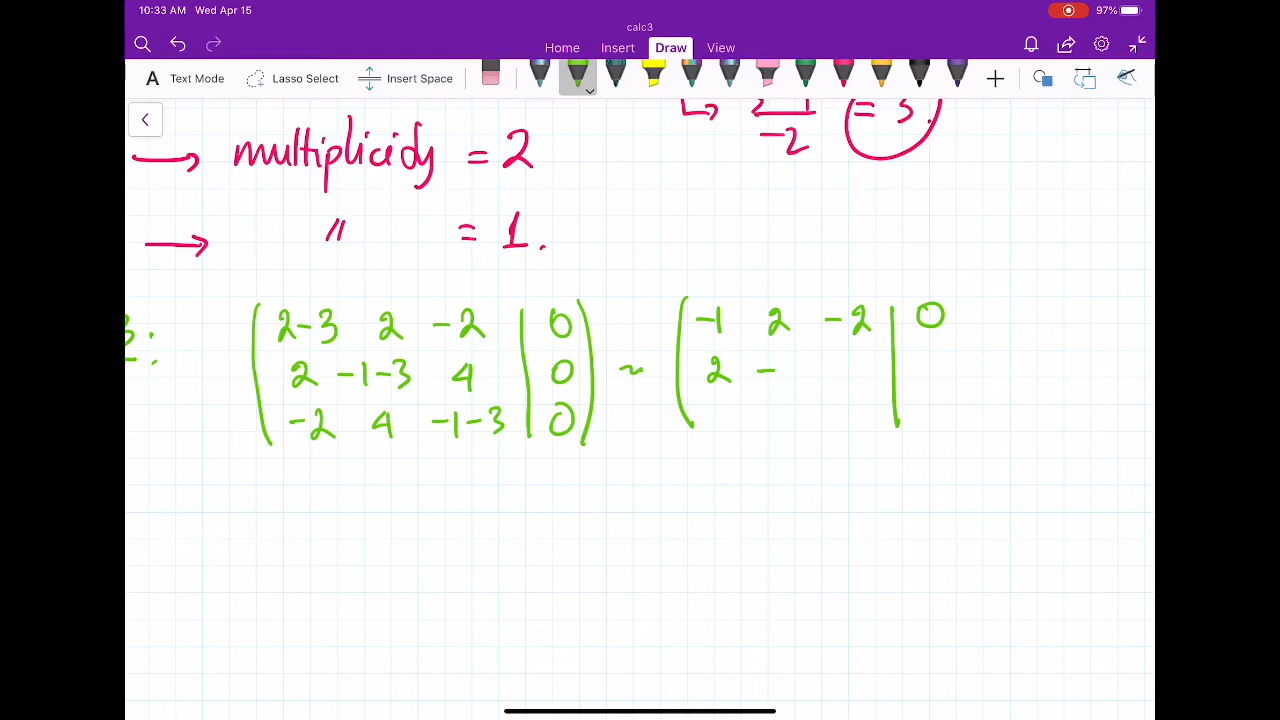 10:33 AM Wed Apr 15
97%
calc3
Home Insert Draw View
A Text Mode Lasso Select Insert Space
-2 = 3.
→ multiplicidy = 2
→ " = 1.
3:
( 2-3 2 -2 | 0 ) ~ ( -1 2 -2 | 0
2 -1-3 4 | 0 2 - |
-2 4 -1-3 | 0 |